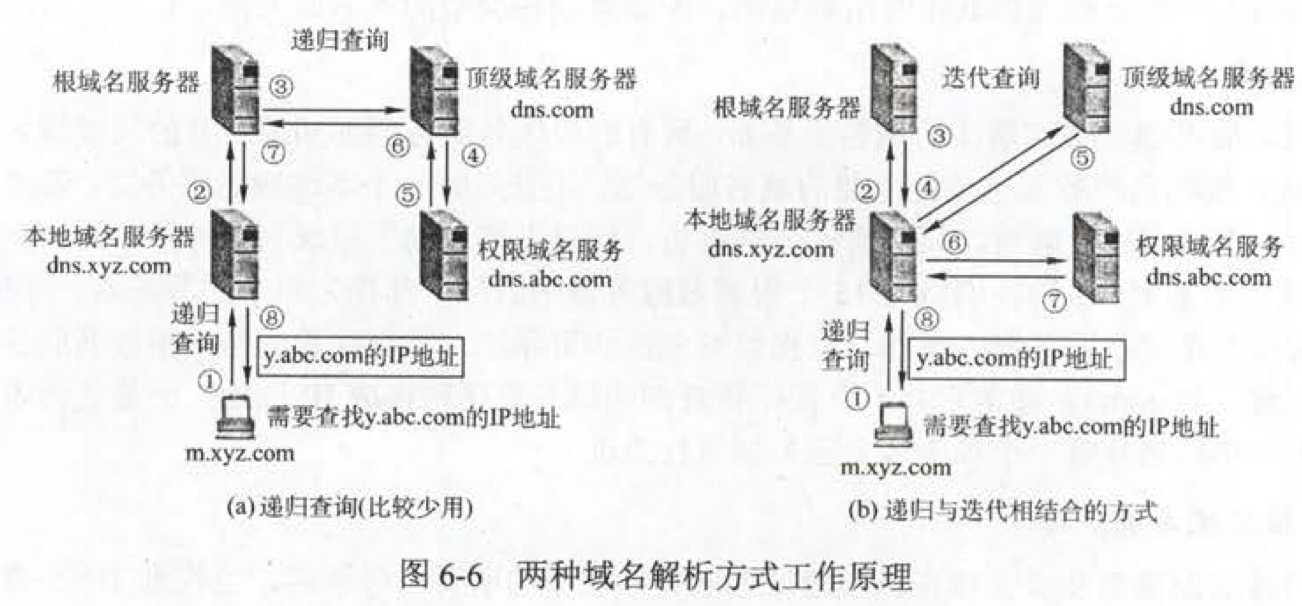 递归查询
根域名服务器
③
顶级域名服务器
dns.com
⑦
⑥
④
②
⑤
本地域名服务器
dns.xyz.com
权限域名服务
dns.abc.com
递归
查询
⑧
y.abc.com的IP地址
①
需要查找y.abc.com的IP地址
m.xyz.com
(a) 递归查询(比较少用)
迭代查询
根域名服务器
顶级域名服务器
dns.com
③
⑤
②
④
本地域名服务器
dns.xyz.com
⑥
权限域名服务
dns.abc.com
⑦
递归
查询
⑧
y.abc.com的IP地址
①
需要查找y.abc.com的IP地址
m.xyz.com
(b) 递归与迭代相结合的方式
图 6-6 两种域名解析方式工作原理